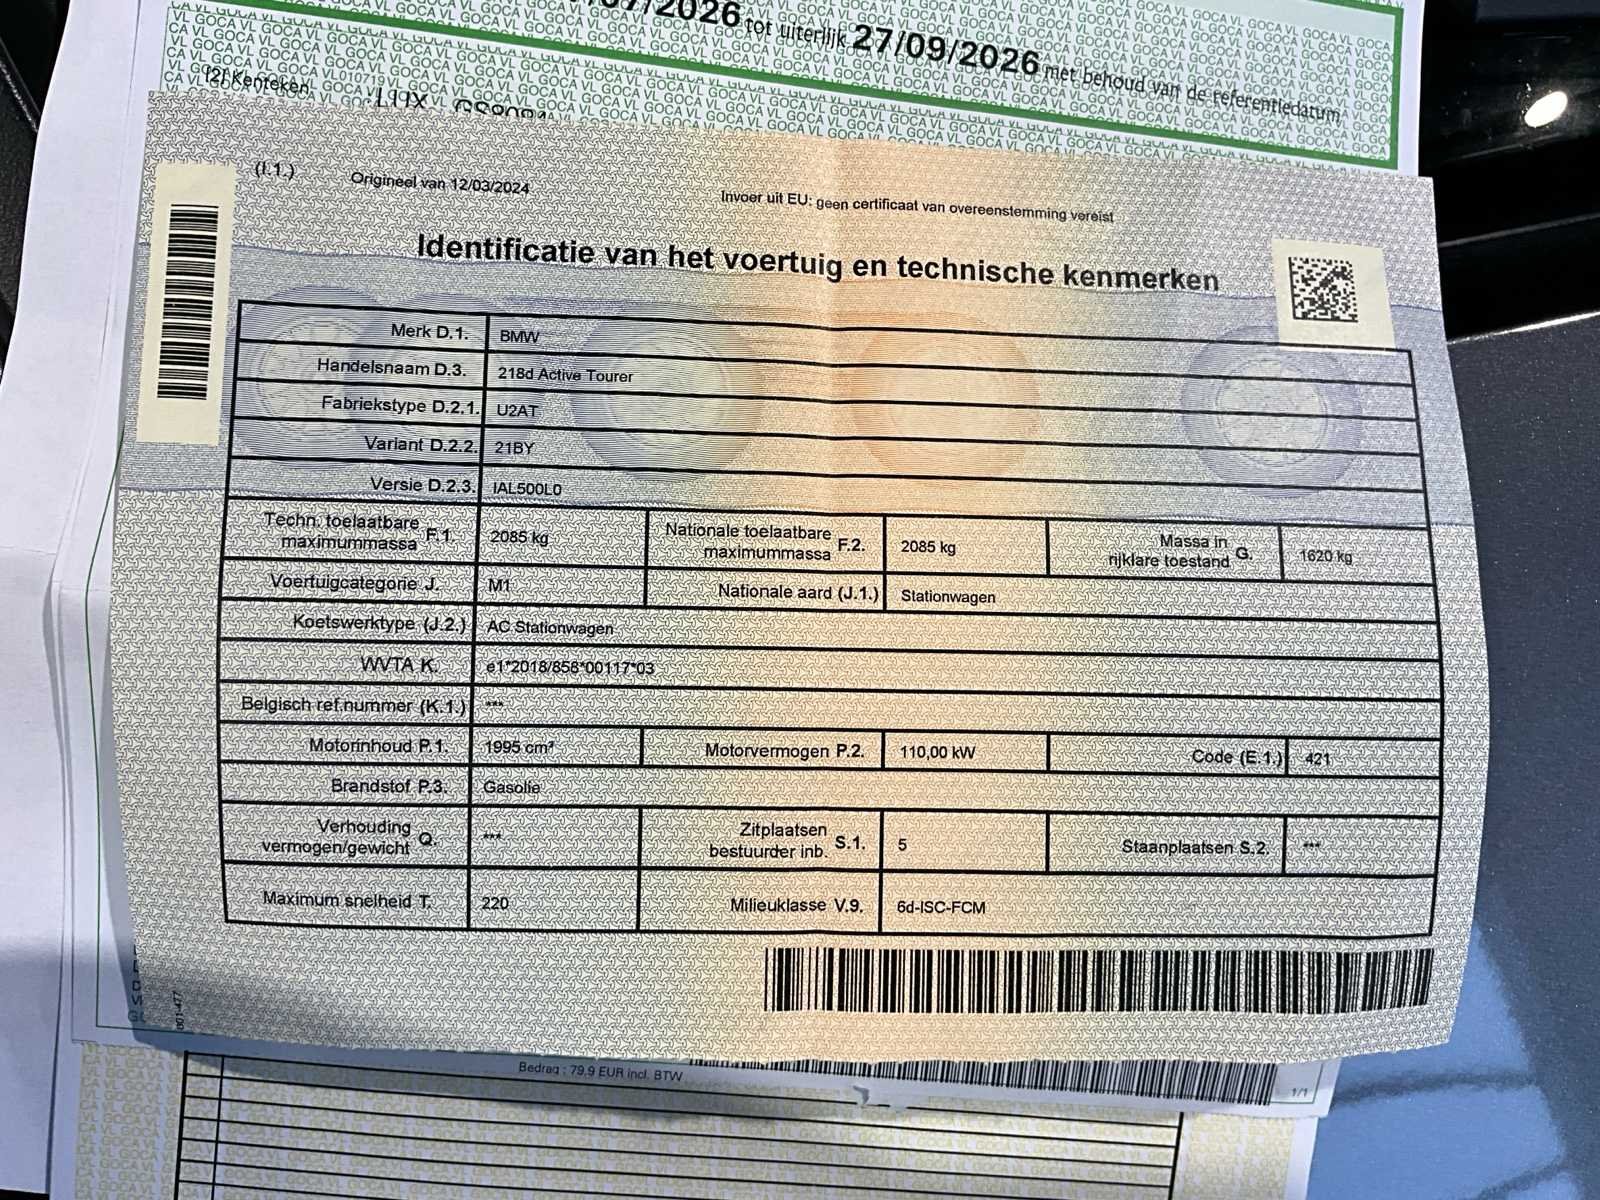 /2026 tot uiterlijk 27/09/2026 met behoud van de referentiedatum
(2) Kenteken
(I.1.)
Origineel van 12/03/2024
Invoer uit EU: geen certificaat van overeenstemming vereist
Identificatie van het voertuig en technische kenmerken
Merk D.1. BMW
Handelsnaam D.3. 218d Active Tourer
Fabriekstype D.2.1. U2AT
Variant D.2.2. 21BY
Versie D.2.3. IAL500L0
Techn. toelaatbare maximummassa F.1. 2085 kg Nationale toelaatbare maximummassa F.2. 2085 kg Massa in rijklare toestand G. 1620 kg
Voertuigcategorie J. M1 Nationale aard (J.1.) Stationwagen
Koetswerktype (J.2.) AC Stationwagen
WVTA K. e1*2018/858*00117*03
Belgisch ref.nummer (K.1.) ***
Motorinhoud P.1. 1995 cm³ Motorvermogen P.2. 110,00 kW Code (E.1.) 421
Brandstof P.3. Gasolie
Verhouding vermogen/gewicht Q. *** Zitplaatsen bestuurder inb. S.1. 5 Staanplaatsen S.2. ***
Maximum snelheid T. 220 Milieuklasse V.9. 6d-ISC-FCM
801-477
Bedrag : 79,9 EUR incl. BTW
1/1